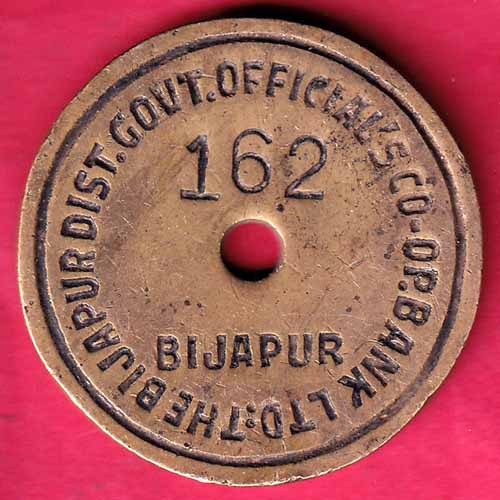 THE BIJAPUR DIST. GOVT. OFFICIAL'S CO-OP. BANK LTD:
162
BIJAPUR